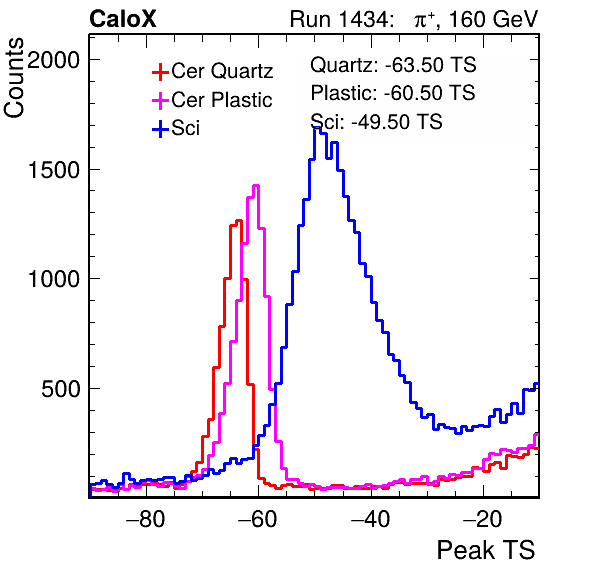 CaloX Run 1434: π⁺, 160 GeV
Counts
2000
1500
1000
500
Cer Quartz
Cer Plastic
Sci
Quartz: -63.50 TS
Plastic: -60.50 TS
Sci: -49.50 TS
−80 −60 −40 −20
Peak TS